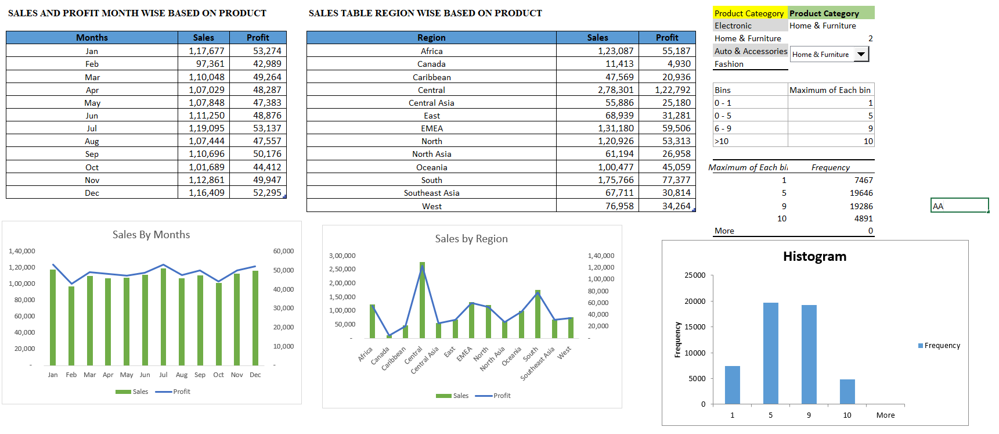 SALES AND PROFIT MONTH WISE BASED ON PRODUCT
Months Sales Profit
Jan 1,17,677 53,274
Feb 97,361 42,989
Mar 1,10,048 49,264
Apr 1,07,029 48,287
May 1,07,848 47,383
Jun 1,11,250 48,876
Jul 1,19,095 53,137
Aug 1,07,444 47,557
Sep 1,10,696 50,176
Oct 1,01,689 44,412
Nov 1,12,861 49,947
Dec 1,16,409 52,295
SALES TABLE REGION WISE BASED ON PRODUCT
Region Sales Profit
Africa 1,23,087 55,187
Canada 11,413 4,930
Caribbean 47,569 20,936
Central 2,78,301 1,22,792
Central Asia 55,886 25,180
East 68,939 31,281
EMEA 1,31,180 59,506
North 1,20,926 53,313
North Asia 61,194 26,958
Oceania 1,00,477 45,059
South 1,75,766 77,377
Southeast Asia 67,711 30,814
West 76,958 34,264
Product Cateogory Product Category
Electronic Home & Furniture
Home & Furniture 2
Auto & Accessories Home & Furniture
Fashion
Bins Maximum of Each bin
0 - 1 1
0 - 5 5
6 - 9 9
>10 10
Maximum of Each bi Frequency
1 7467
5 19646
9 19286
10 4891
More 0
AA
Sales By Months
1,40,000 60,000
1,20,000 50,000
1,00,000 40,000
80,000 30,000
60,000 20,000
40,000 10,000
20,000 -
-
Jan Feb Mar Apr May Jun Jul Aug Sep Oct Nov Dec
Sales Profit
Sales by Region
3,00,000 1,40,000
2,50,000 1,20,000
2,00,000 1,00,000
1,50,000 80,000
1,00,000 60,000
50,000 40,000
- 20,000
-
Africa Canada Caribbean Central Central Asia East EMEA North North Asia Oceania South Southeast Asia West
Sales Profit
Histogram
25000
20000
15000
10000
5000
0
Frequency
1 5 9 10 More
Frequency